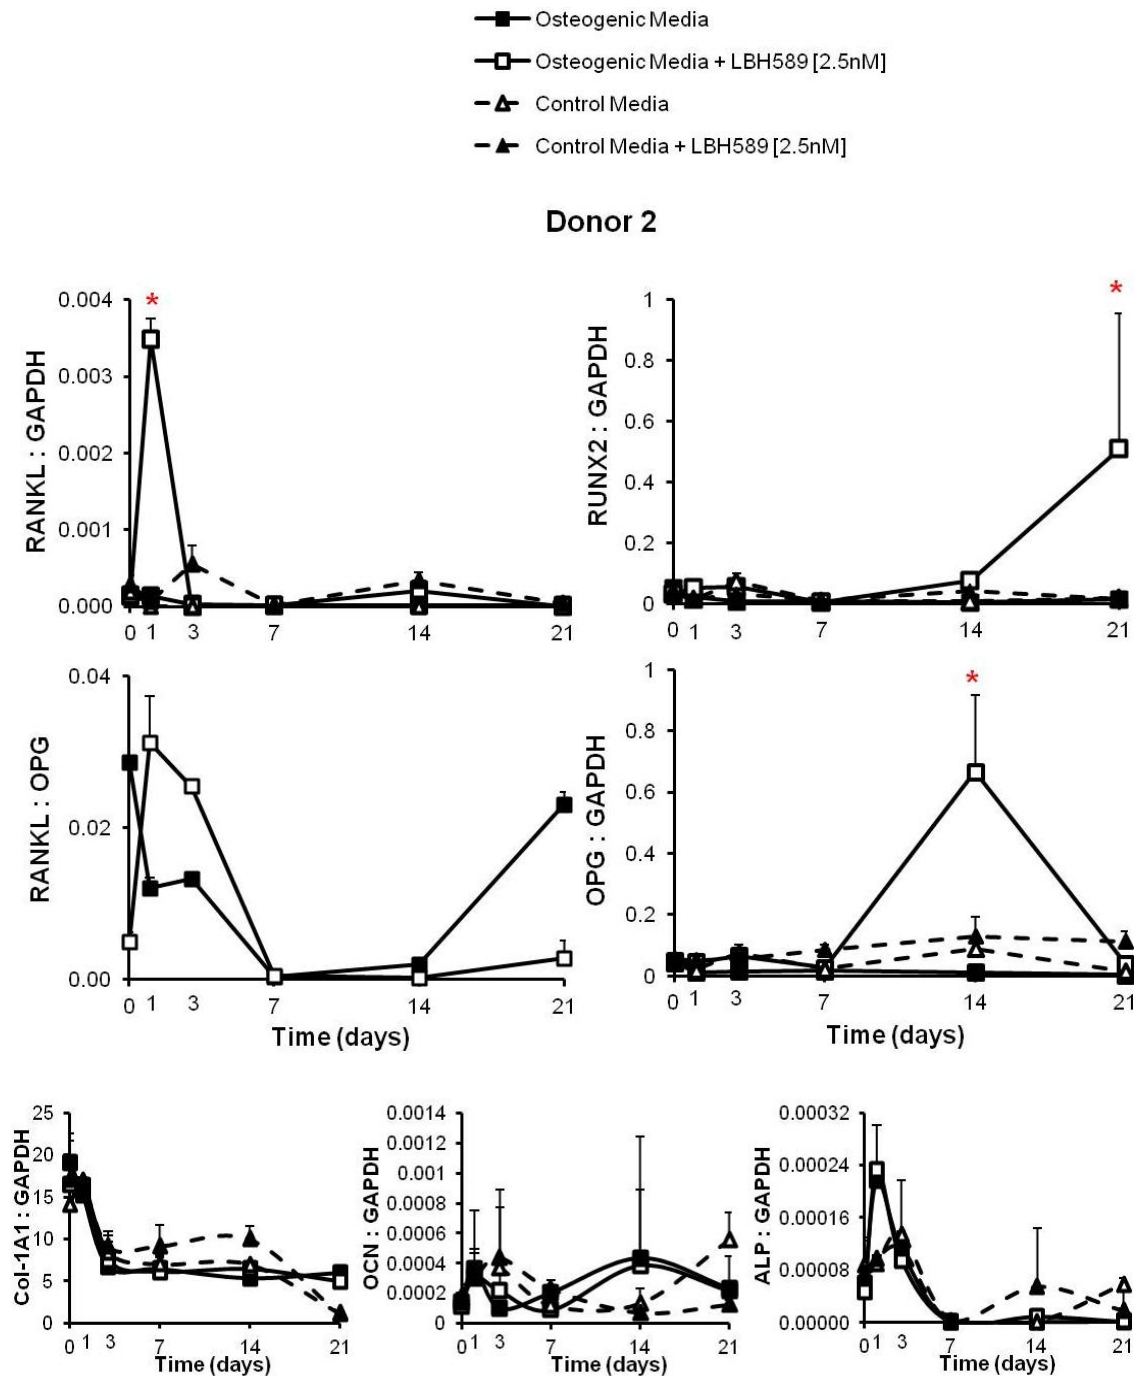 Osteogenic Media
Osteogenic Media + LBH589 [2.5nM]
Control Media
Control Media + LBH589 [2.5nM]
Donor 2
RANKL : GAPDH
0.004
0.003
0.002
0.001
0.000
*
0 1 3 7 14 21
RUNX2 : GAPDH
1
0.8
0.6
0.4
0.2
0
*
0 1 3 7 14 21
RANKL : OPG
0.04
0.02
0.00
0 1 3 7 14 21
Time (days)
OPG : GAPDH
1
0.8
0.6
0.4
0.2
0
*
0 1 3 7 14 21
Time (days)
Col-1A1 : GAPDH
25
20
15
10
5
0
0 1 3 7 14 21
Time (days)
OCN : GAPDH
0.0014
0.0012
0.001
0.0008
0.0006
0.0004
0.0002
0
0 1 3 7 14 21
Time (days)
ALP : GAPDH
0.00032
0.00024
0.00016
0.00008
0.00000
0 1 3 7 14 21
Time (days)